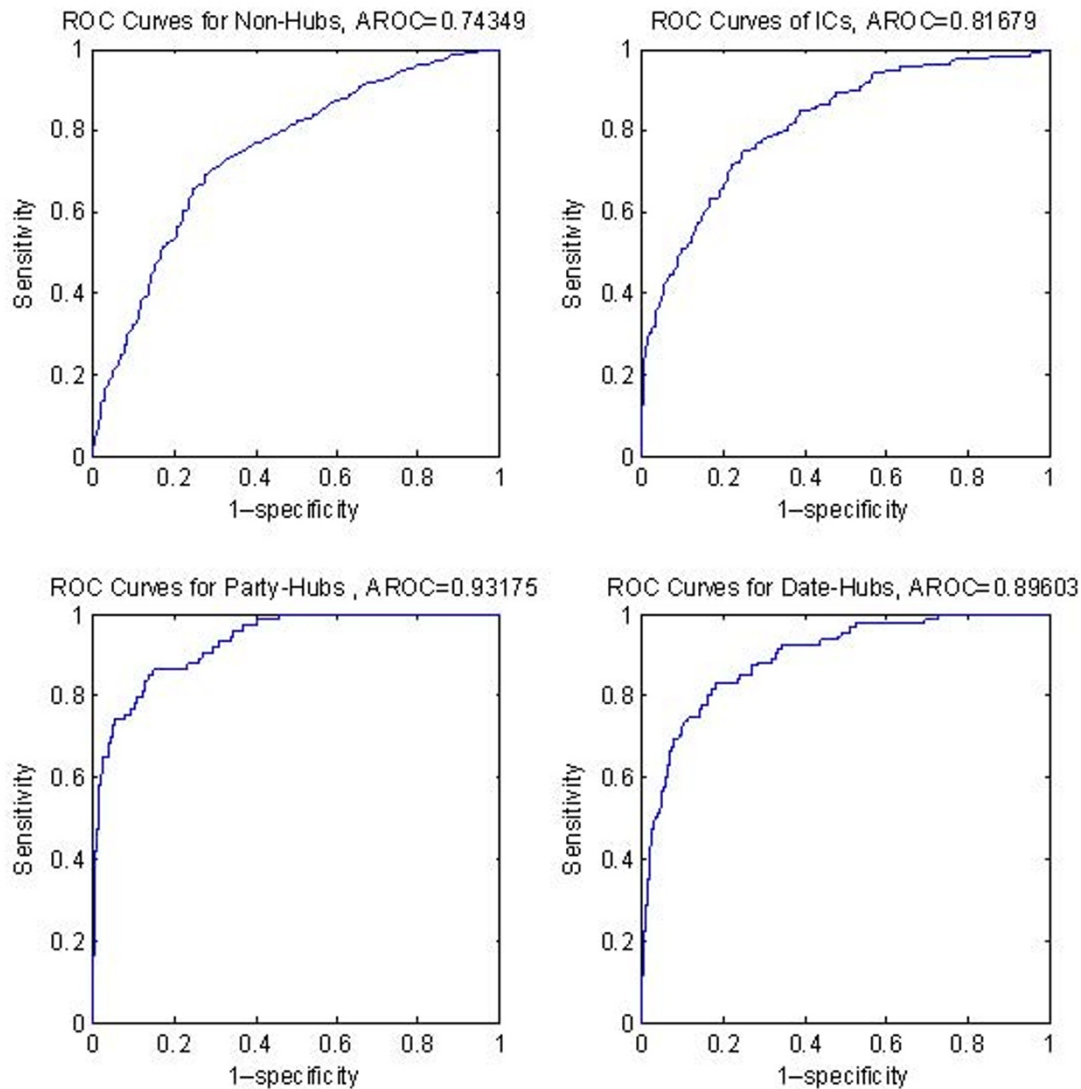 ROC Curves for Non-Hubs, AROC=0.74349
1
0.8
0.6
0.4
0.2
0
Sensitivity
0 0.2 0.4 0.6 0.8 1
1–specificity
ROC Curves of ICs, AROC=0.81679
1
0.8
0.6
0.4
0.2
0
Sensitivity
0 0.2 0.4 0.6 0.8 1
1–specificity
ROC Curves for Party-Hubs , AROC=0.93175
1
0.8
0.6
0.4
0.2
0
Sensitivity
0 0.2 0.4 0.6 0.8 1
1–specificity
ROC Curves for Date-Hubs, AROC=0.89603
1
0.8
0.6
0.4
0.2
0
Sensitivity
0 0.2 0.4 0.6 0.8 1
1–specificity